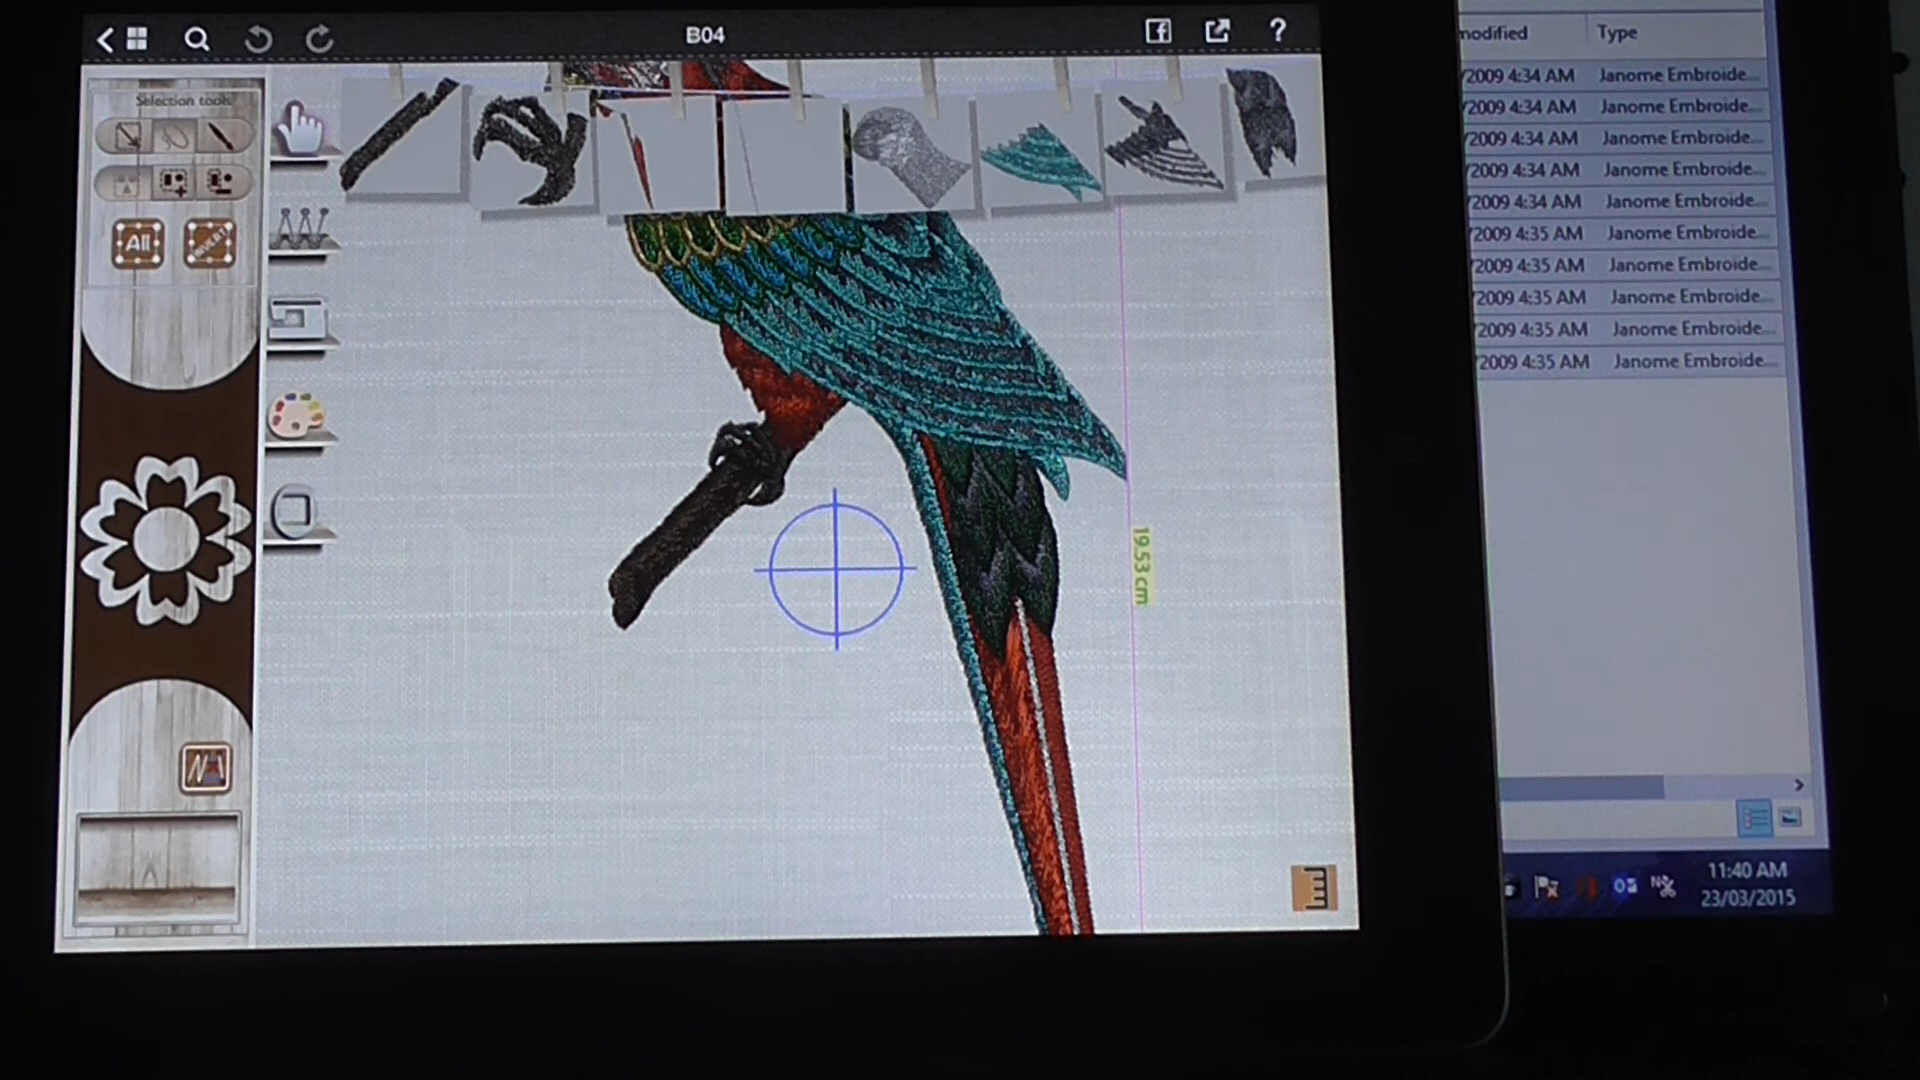 B04
f
?
Selection tools
All
INVERT
19.53 cm
modified Type
/2009 4:34 AM Janome Embroide...
/2009 4:34 AM Janome Embroide...
/2009 4:34 AM Janome Embroide...
/2009 4:34 AM Janome Embroide...
/2009 4:34 AM Janome Embroide...
/2009 4:35 AM Janome Embroide...
/2009 4:35 AM Janome Embroide...
/2009 4:35 AM Janome Embroide...
/2009 4:35 AM Janome Embroide...
/2009 4:35 AM Janome Embroide...
11:40 AM
23/03/2015